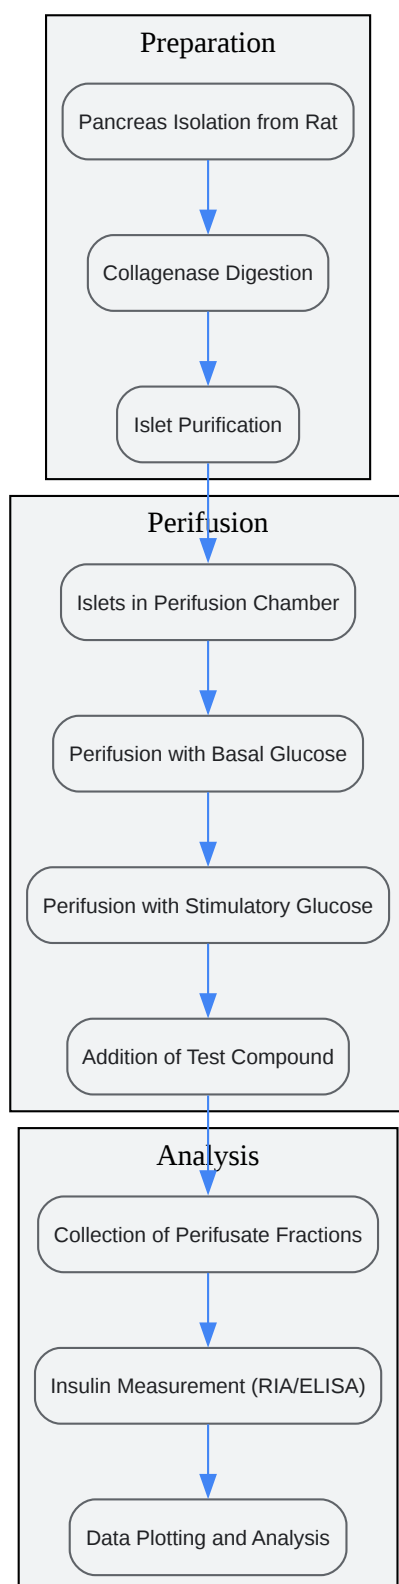 Preparation
Pancreas Isolation from Rat
Collagenase Digestion
Islet Purification
Perifusion
Islets in Perifusion Chamber
Perifusion with Basal Glucose
Perifusion with Stimulatory Glucose
Addition of Test Compound
Analysis
Collection of Perifusate Fractions
Insulin Measurement (RIA/ELISA)
Data Plotting and Analysis